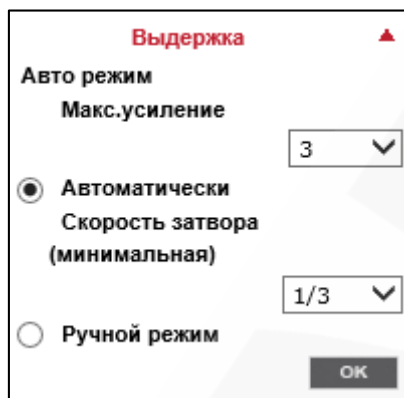 Выдержка
Авто режим
Макс.усиление
3
Автоматически
Скорость затвора
(минимальная)
1/3
Ручной режим
OK